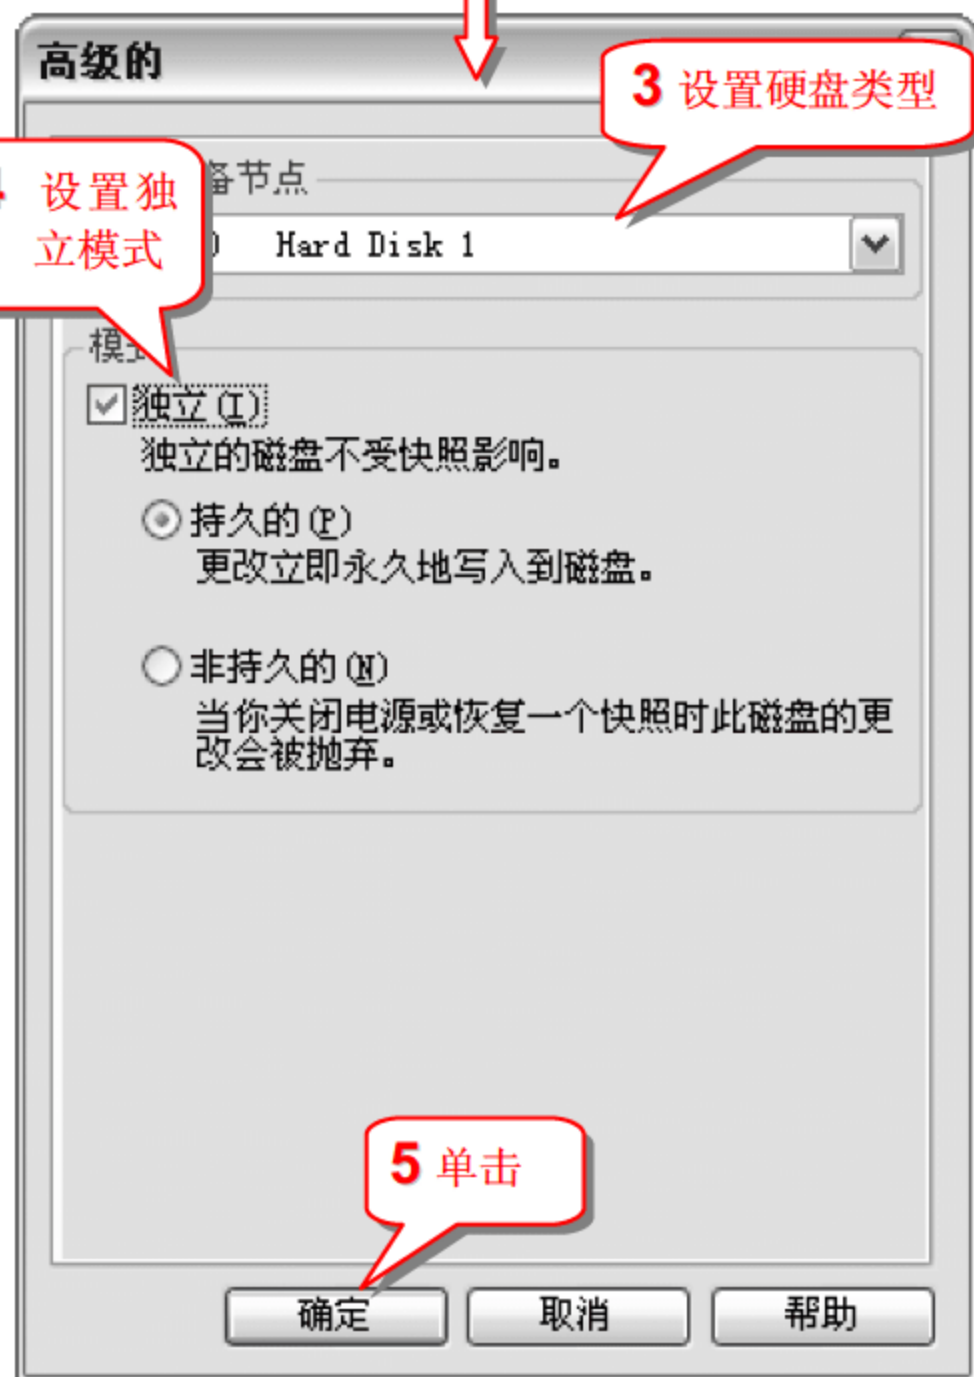 高级的
3 设置硬盘类型
设置独
立模式
备节点
Hard Disk 1
独立(I)
独立的磁盘不受快照影响。
持久的(P)
更改立即永久地写入到磁盘。
非持久的(N)
当你关闭电源或恢复一个快照时此磁盘的更
改会被抛弃。
5 单击
确定
取消
帮助